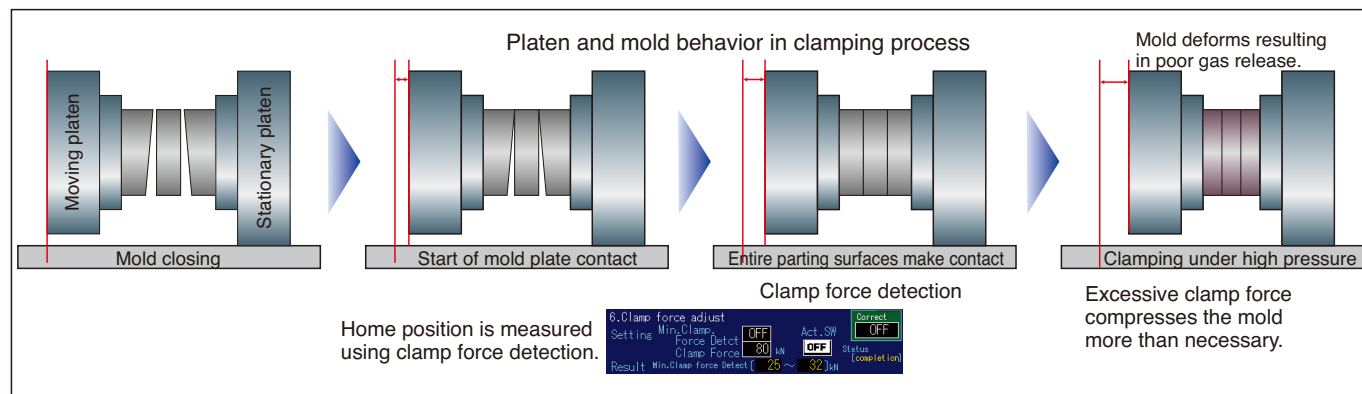 Platen and mold behavior in clamping process
Mold deforms resulting
in poor gas release.
Moving platen
Stationary platen
Mold closing
Start of mold plate contact
Entire parting surfaces make contact
Clamping under high pressure
Clamp force detection
Home position is measured
using clamp force detection.
6.Clamp force adjust
Setting Min.Clamp. OFF Act.SW Correct
Force Detct OFF OFF
Clamp Force 80 kN Status
[completion]
Result Min.Clamp force Detect[ 25 ~ 32]kN
Excessive clamp force
compresses the mold
more than necessary.